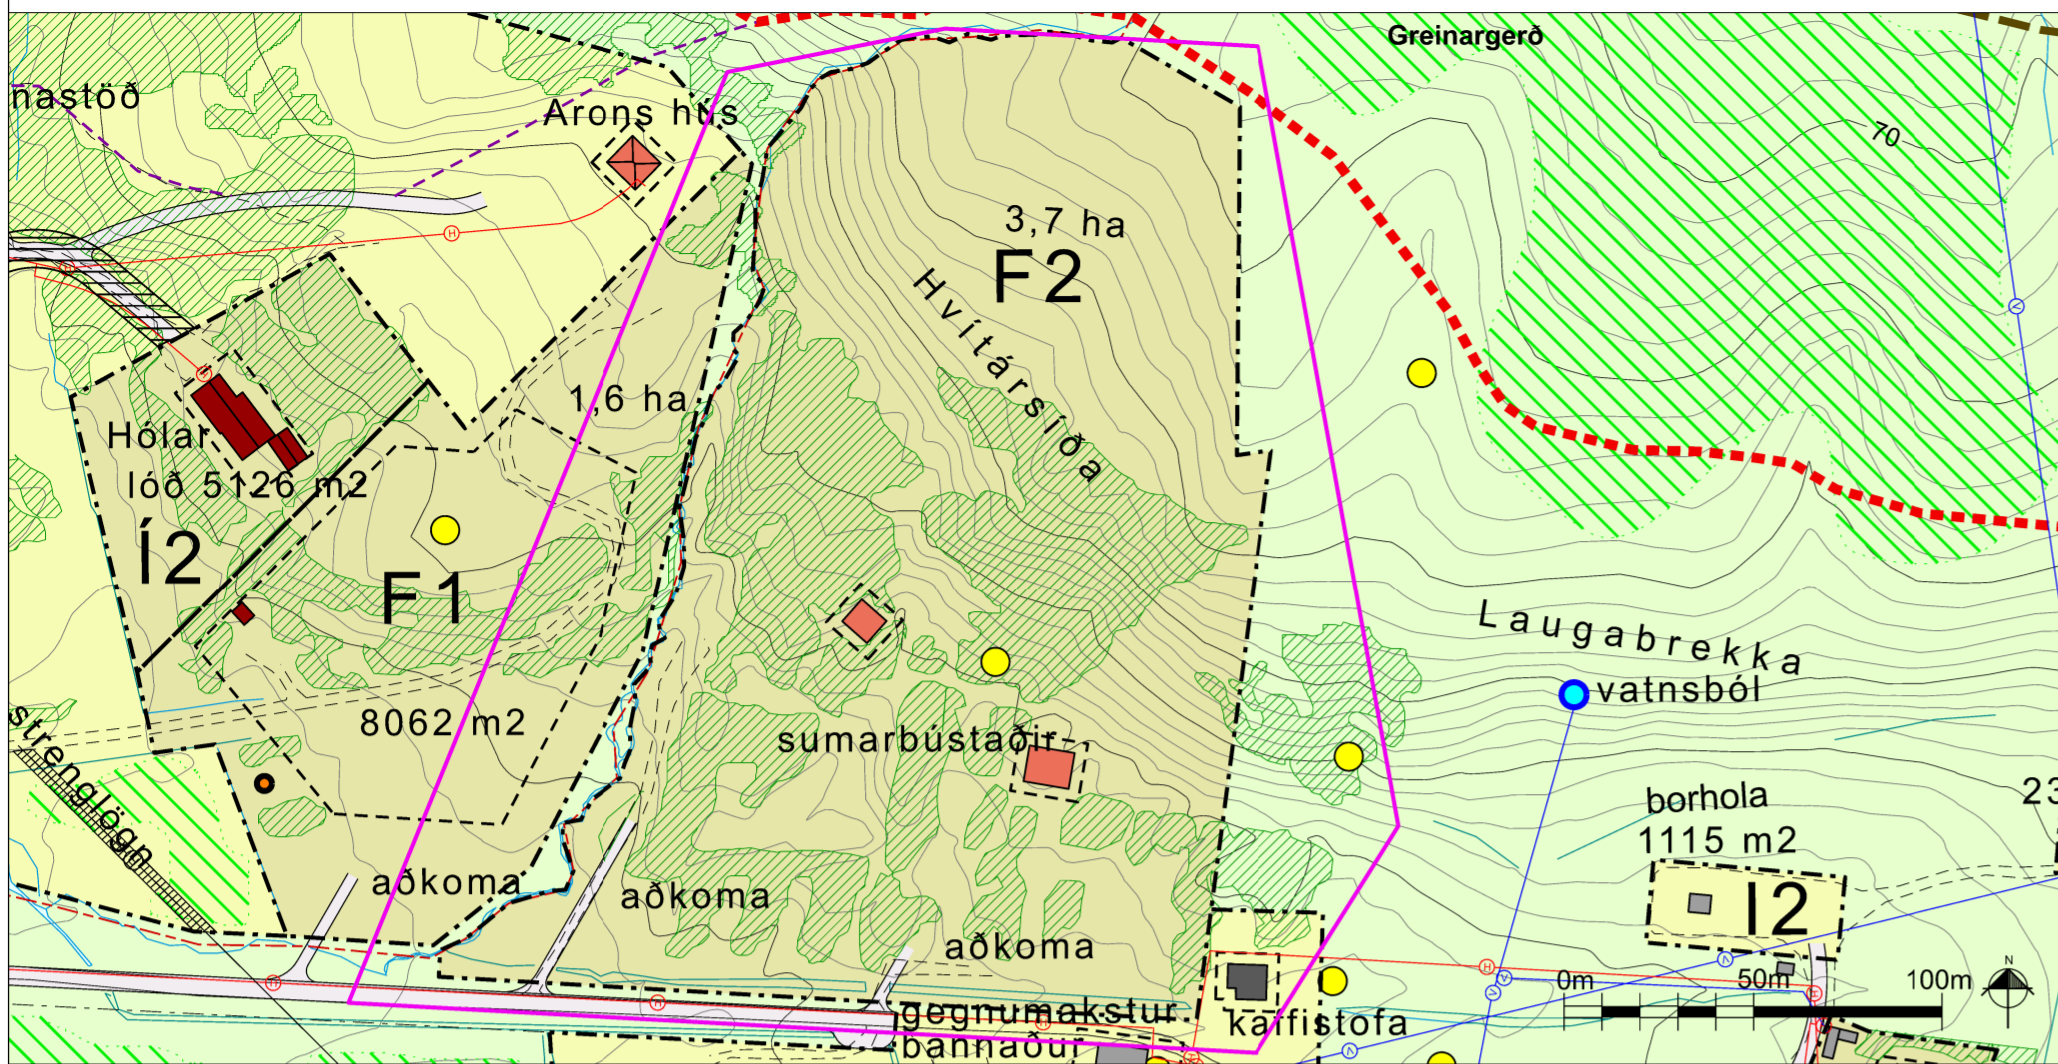 Greinargerð
nastöð
Arons hús
70
3,7 ha
F2
Hvítársíða
1,6 ha
Hólar
lóð 5126 m2
Í2
F1
Laugabrekka
vatnsból
8062 m2
sumarbústaðir
strenglögn
borhola
1115 m2
23
I2
aðkoma
aðkoma
aðkoma
0m 50m 100m
N
gegnumakstur
bannaður
kaffistofa
H
H
H
H
H
H
H
V
V
V
V
A
V